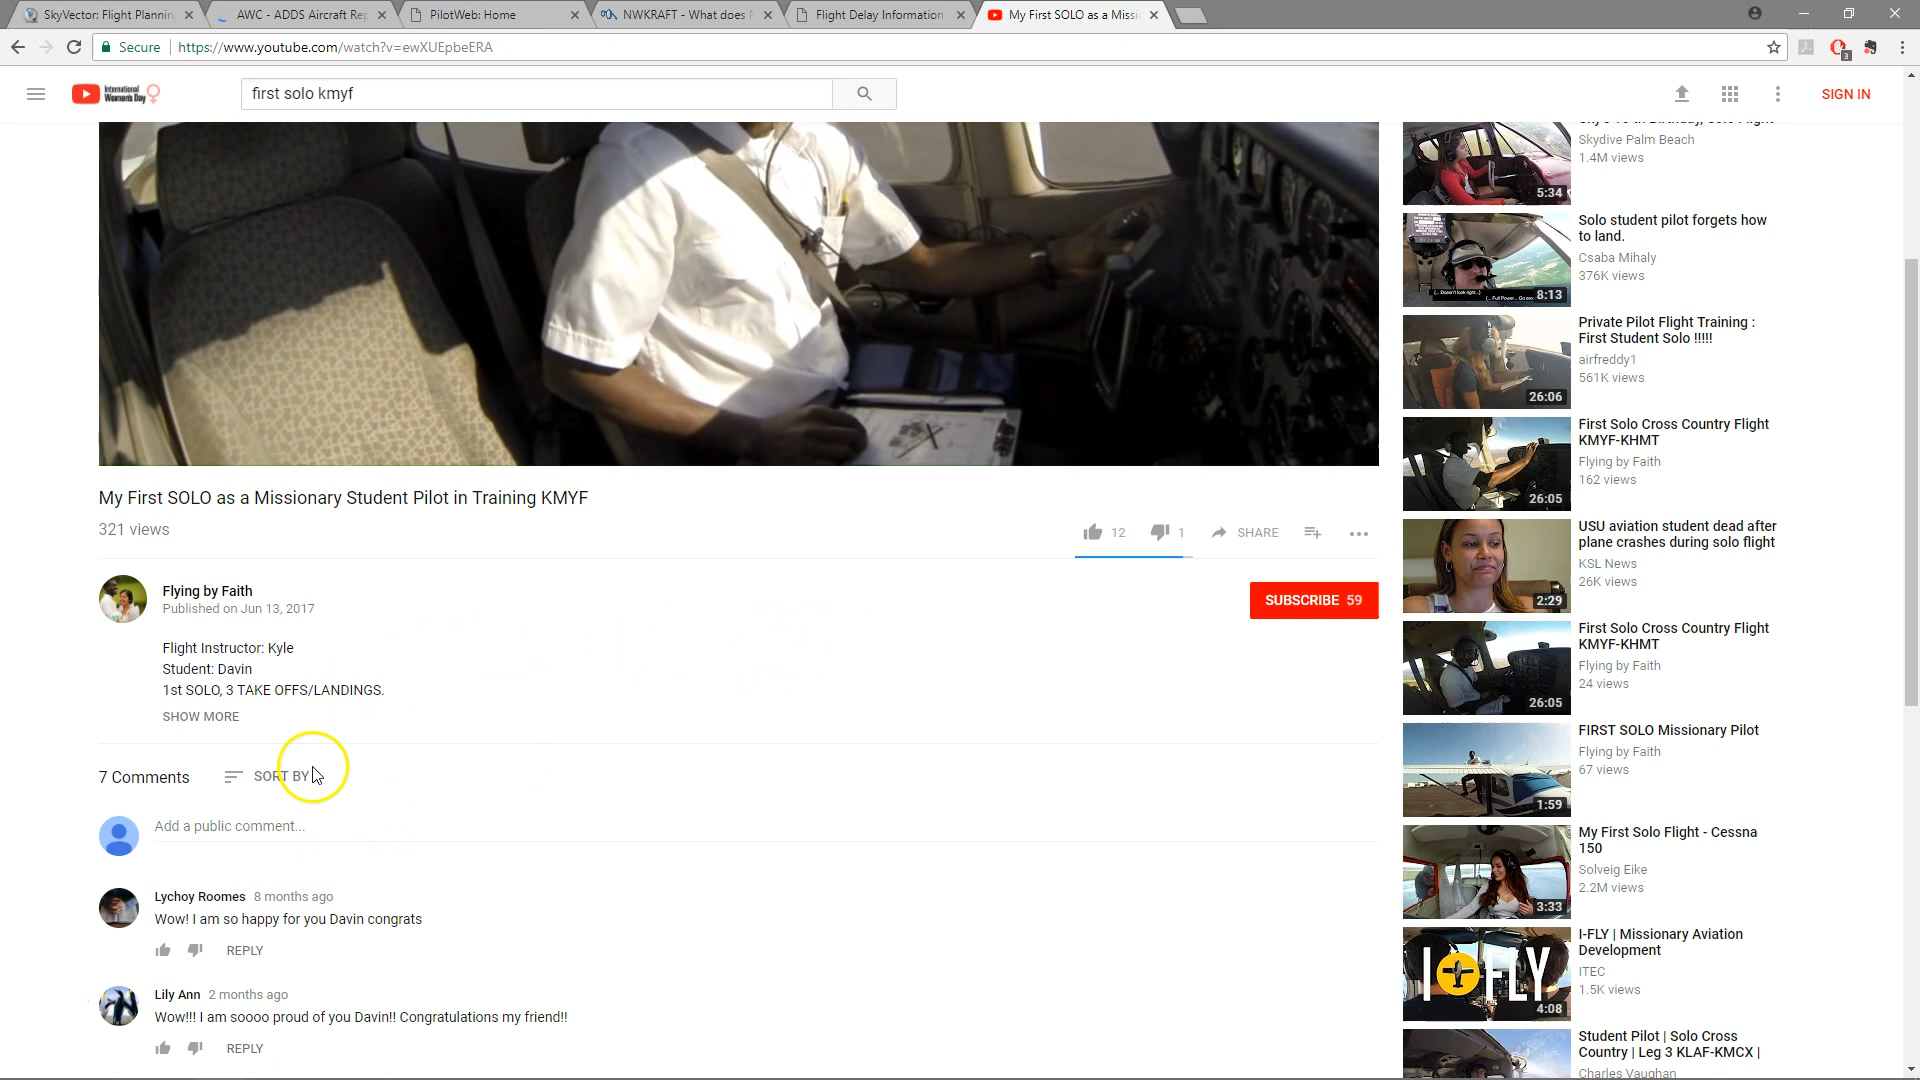 SkyVector: Flight Plannin
AWC - ADDS Aircraft Rep
PilotWeb: Home
NWKRAFT - What does
Flight Delay Information
My First SOLO as a Missi
Secure
https://www.youtube.com/watch?v=ewXUEpbeERA
3
International
Women's Day
first solo kmyf
SIGN IN
My First SOLO as a Missionary Student Pilot in Training KMYF
321 views
12
1
SHARE
Flying by Faith
Published on Jun 13, 2017
SUBSCRIBE 59
Flight Instructor: Kyle
Student: Davin
1st SOLO, 3 TAKE OFFS/LANDINGS.
SHOW MORE
7 Comments
SORT BY
Add a public comment...
Lychoy Roomes 8 months ago
Wow! I am so happy for you Davin congrats
REPLY
Lily Ann 2 months ago
Wow!!! I am soooo proud of you Davin!! Congratulations my friend!!
REPLY
Skydive Palm Beach
1.4M views
5:34
Solo student pilot forgets how
to land.
Csaba Mihaly
376K views
8:13
Private Pilot Flight Training :
First Student Solo !!!!!
airfreddy1
561K views
26:06
First Solo Cross Country Flight
KMYF-KHMT
Flying by Faith
162 views
26:05
USU aviation student dead after
plane crashes during solo flight
KSL News
26K views
2:29
First Solo Cross Country Flight
KMYF-KHMT
Flying by Faith
24 views
26:05
FIRST SOLO Missionary Pilot
Flying by Faith
67 views
1:59
My First Solo Flight - Cessna
150
Solveig Eike
2.2M views
3:33
I-FLY | Missionary Aviation
Development
ITEC
1.5K views
I FLY
4:08
Student Pilot | Solo Cross
Country | Leg 3 KLAF-KMCX |
Charles Vaughan